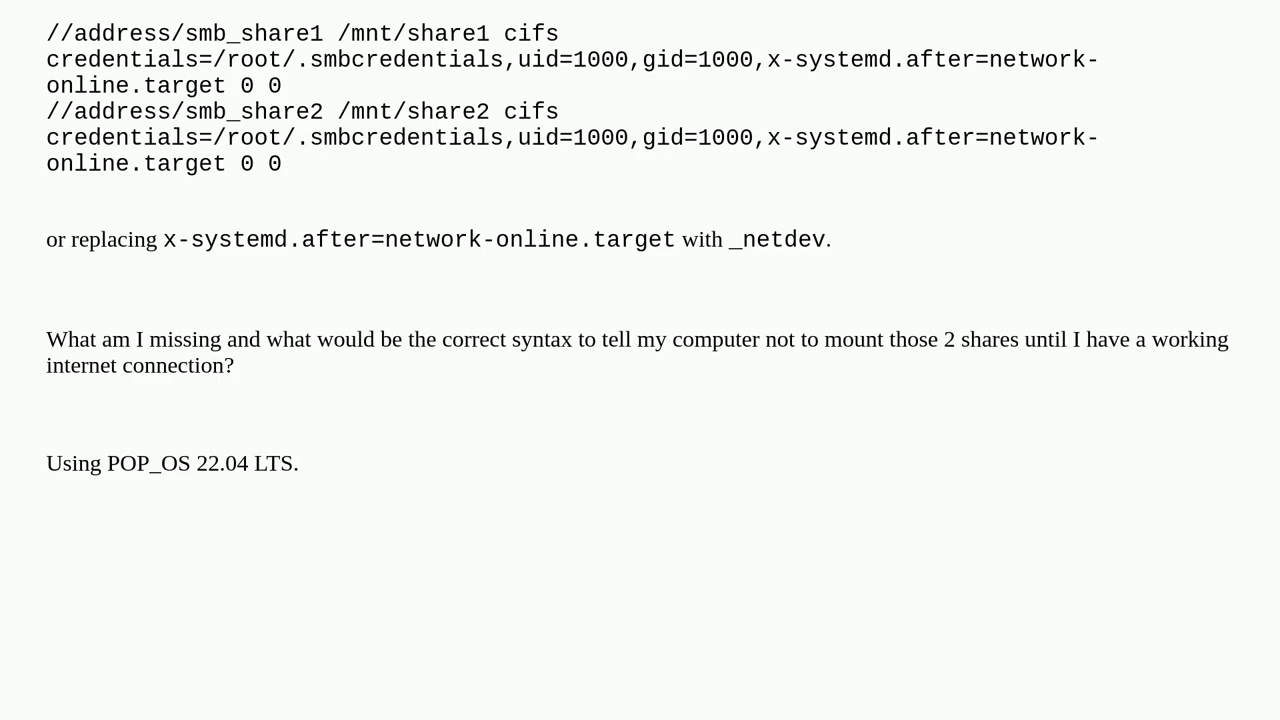 //address/smb_share1 /mnt/share1 cifs
credentials=/root/.smbcredentials,uid=1000,gid=1000,x-systemd.after=network-
online.target 0 0
//address/smb_share2 /mnt/share2 cifs
credentials=/root/.smbcredentials,uid=1000,gid=1000,x-systemd.after=network-
online.target 0 0
or replacing x-systemd.after=network-online.target with _netdev.
What am I missing and what would be the correct syntax to tell my computer not to mount those 2 shares until I have a working
internet connection?
Using POP_OS 22.04 LTS.